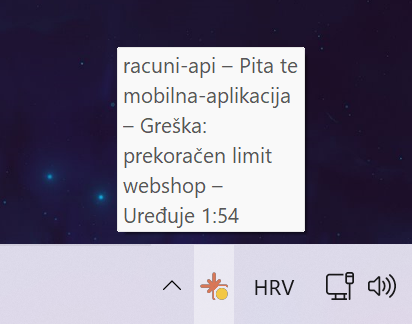 racuni-api – Pita te
mobilna-aplikacija
– Greška:
prekoračen limit
webshop –
Uređuje 1:54
HRV